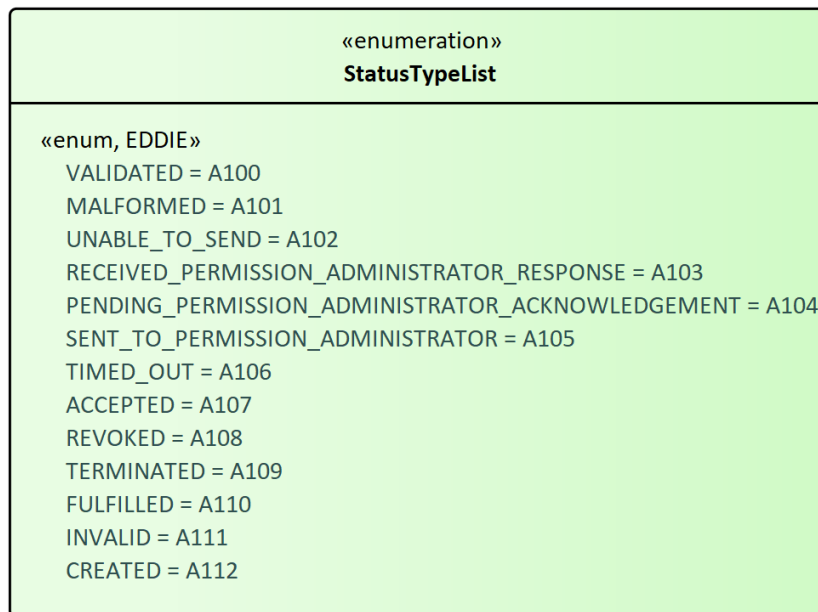 «enumeration»
StatusTypeList
«enum, EDDIE»
VALIDATED = A100
MALFORMED = A101
UNABLE_TO_SEND = A102
RECEIVED_PERMISSION_ADMINISTRATOR_RESPONSE = A103
PENDING_PERMISSION_ADMINISTRATOR_ACKNOWLEDGEMENT = A104
SENT_TO_PERMISSION_ADMINISTRATOR = A105
TIMED_OUT = A106
ACCEPTED = A107
REVOKED = A108
TERMINATED = A109
FULFILLED = A110
INVALID = A111
CREATED = A112